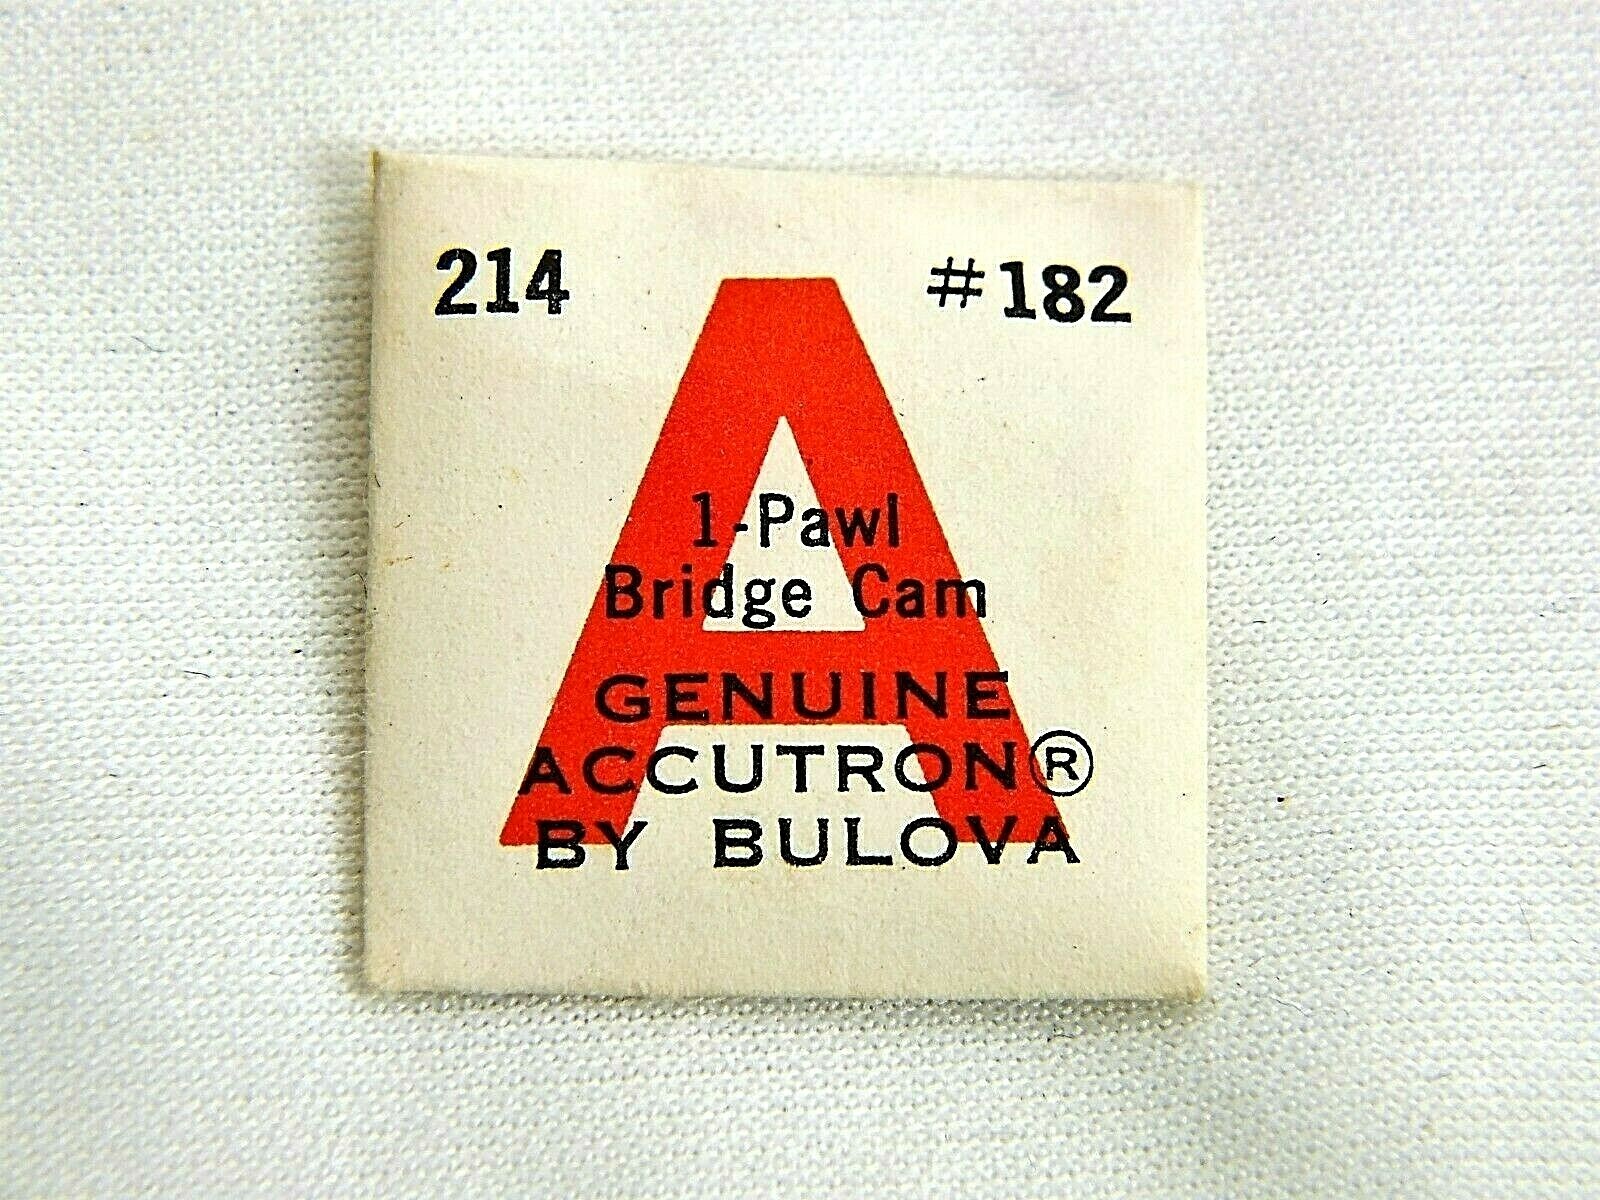 214 #182
A
1-Pawl
Bridge Cam
GENUINE
ACCUTRON®
BY BULOVA